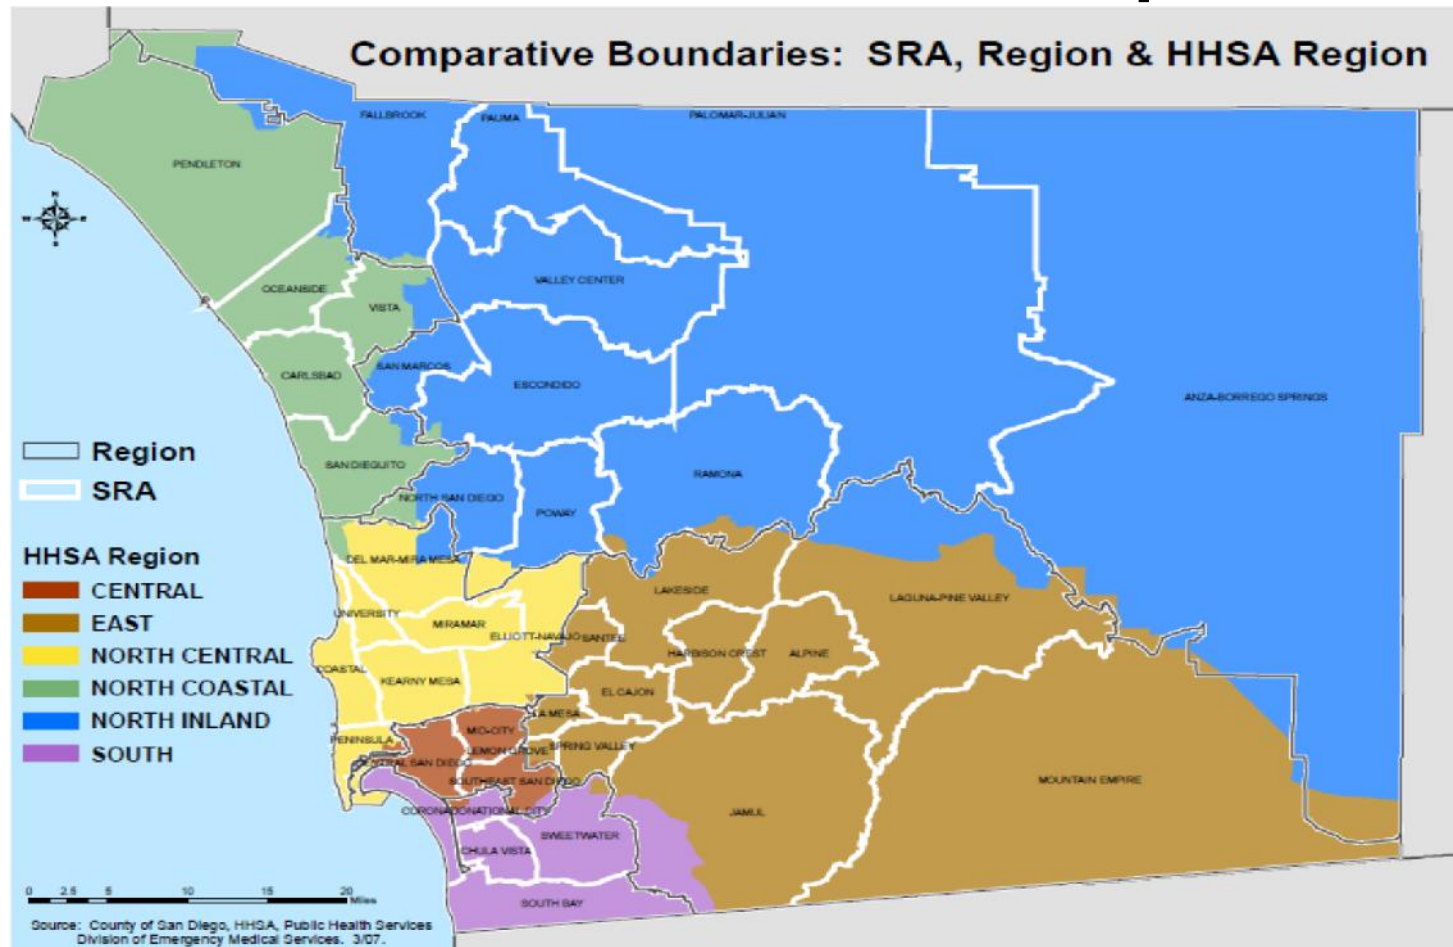 Comparative Boundaries: SRA, Region & HHSA Region
FALLBROOK
PAUMA
PALOMAR-JULIAN
PENDLETON
N
W
E
S
OCEANSIDE
VALLEY CENTER
VISTA
SAN MARCOS
CARLSBAD
ESCONDIDO
ANZA-BORREGO SPRINGS
Region
SRA
SAN DIEGUITO
RAMONA
NORTH SAN DIEGO
POWAY
HHSA Region
CENTRAL
EAST
NORTH CENTRAL
NORTH COASTAL
NORTH INLAND
SOUTH
DEL MAR-MIRA MESA
LAKESIDE
LAGUNA-PINE VALLEY
UNIVERSITY
MIRAMAR
ELLIOTT-NAVAJO
SANTEE
COASTAL
KEARNY MESA
HARBISON CREST
ALPINE
EL CAJON
LA MESA
PENINSULA
MID-CITY
LEMON GROVE
SPRING VALLEY
CENTRAL SAN DIEGO
SOUTHEAST SAN DIEGO
MOUNTAIN EMPIRE
CORONADO
NATIONAL CITY
JAMUL
SWEETWATER
CHULA VISTA
SOUTH BAY
0 2.5 5 10 15 20
Miles
Source: County of San Diego, HHSA, Public Health Services
Division of Emergency Medical Services. 3/07.